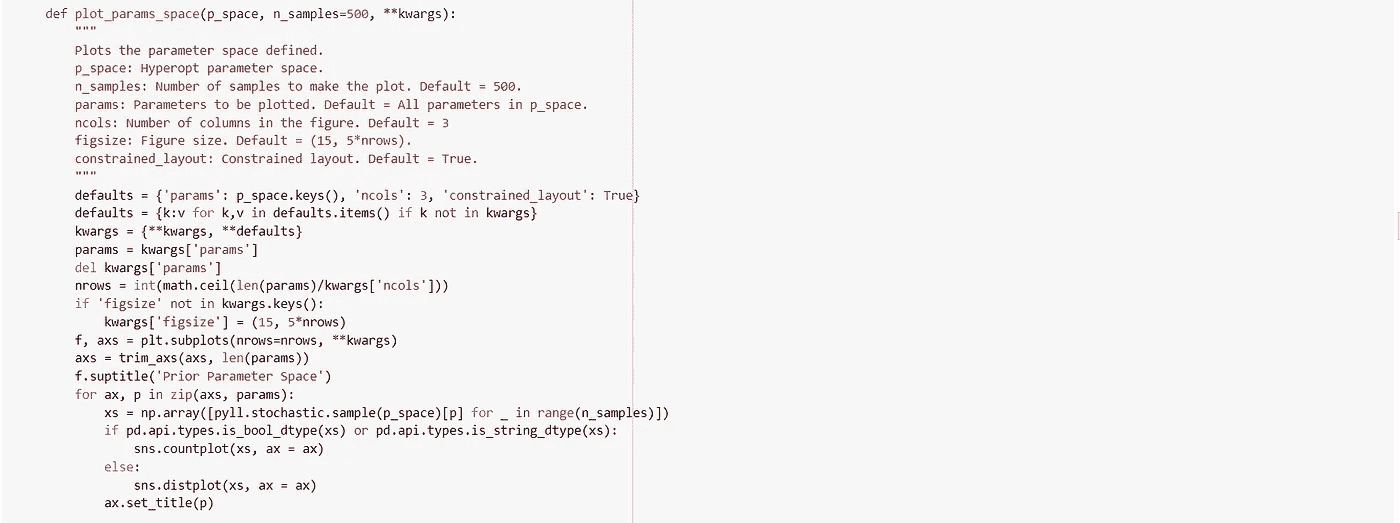 def plot_params_space(p_space, n_samples=500, **kwargs):
    """
    Plots the parameter space defined.
    p_space: Hyperopt parameter space.
    n_samples: Number of samples to make the plot. Default = 500.
    params: Parameters to be plotted. Default = All parameters in p_space.
    ncols: Number of columns in the figure. Default = 3
    figsize: Figure size. Default = (15, 5*nrows).
    constrained_layout: Constrained layout. Default = True.
    """
    defaults = {'params': p_space.keys(), 'ncols': 3, 'constrained_layout': True}
    defaults = {k:v for k,v in defaults.items() if k not in kwargs}
    kwargs = {**kwargs, **defaults}
    params = kwargs['params']
    del kwargs['params']
    nrows = int(math.ceil(len(params)/kwargs['ncols']))
    if 'figsize' not in kwargs.keys():
        kwargs['figsize'] = (15, 5*nrows)
    f, axs = plt.subplots(nrows=nrows, **kwargs)
    axs = trim_axs(axs, len(params))
    f.suptitle('Prior Parameter Space')
    for ax, p in zip(axs, params):
        xs = np.array([pyll.stochastic.sample(p_space)[p] for _ in range(n_samples)])
        if pd.api.types.is_bool_dtype(xs) or pd.api.types.is_string_dtype(xs):
            sns.countplot(xs, ax = ax)
        else:
            sns.distplot(xs, ax = ax)
        ax.set_title(p)